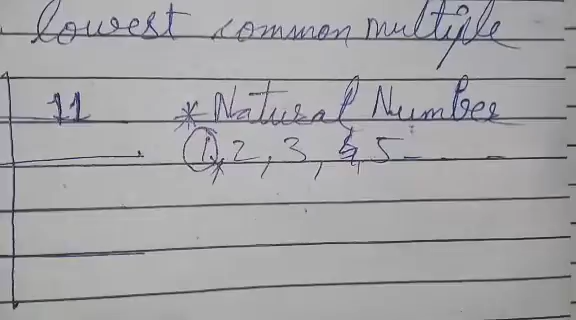 lowest common multiple
11 * Natural Number
1, 2, 3, 4, 5 - - -